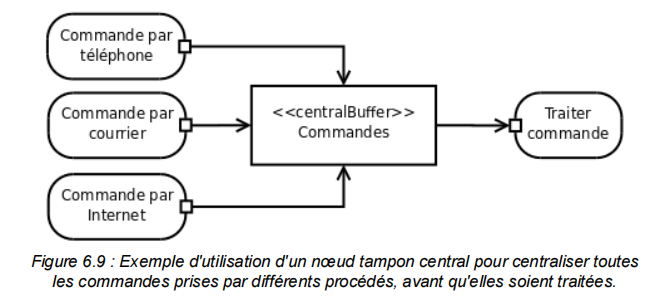 Commande par
téléphone
Commande par
courrier
Commande par
Internet
<<centralBuffer>>
Commandes
Traiter
commande
Figure 6.9 : Exemple d'utilisation d'un nœud tampon central pour centraliser toutes
les commandes prises par différents procédés, avant qu'elles soient traitées.